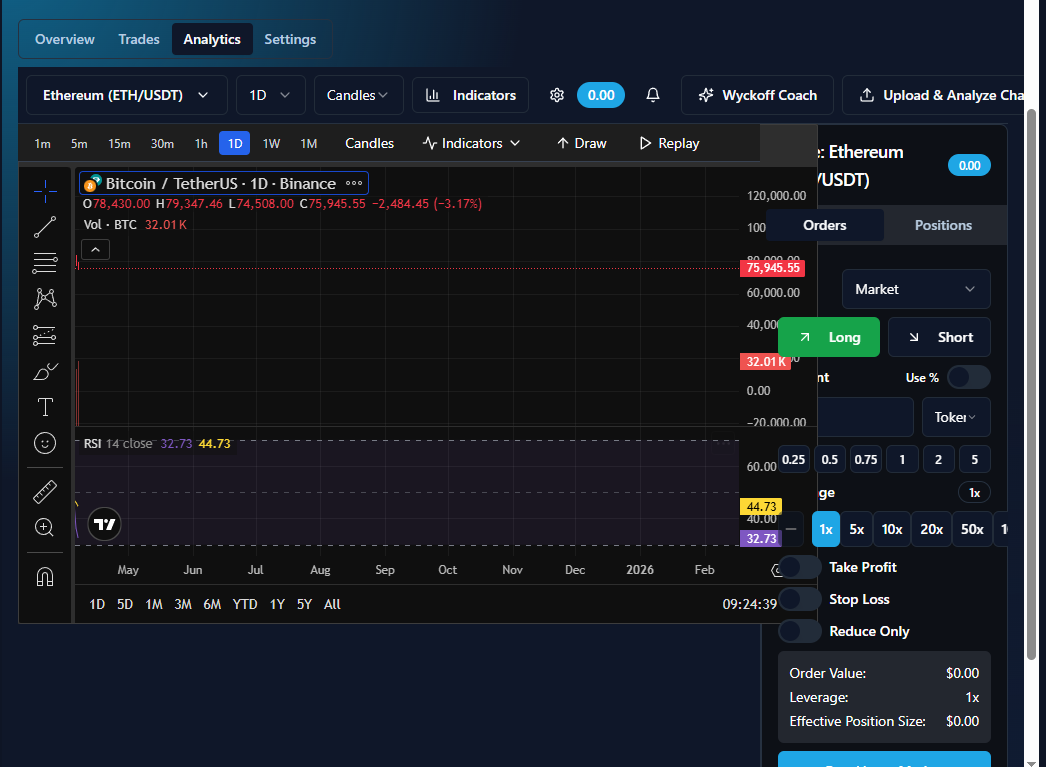 Overview Trades Analytics Settings
Ethereum (ETH/USDT) 1D Candles Indicators 0.00 Wyckoff Coach Upload & Analyze Cha
1m 5m 15m 30m 1h 1D 1W 1M Candles Indicators Draw Replay
e: Ethereum
/USDT)
0.00
Bitcoin / TetherUS · 1D · Binance
O78,430.00 H79,347.46 L74,508.00 C75,945.55 −2,484.45 (−3.17%)
Vol · BTC 32.01 K
120,000.00
100
80,000.00
75,945.55
60,000.00
40,00
32.01 K
0.00
−20,000.00
RSI 14 close 32.73 44.73
60.00
44.73
40.00
32.73
May Jun Jul Aug Sep Oct Nov Dec 2026 Feb
1D 5D 1M 3M 6M YTD 1Y 5Y All
09:24:39
Orders Positions
Market
Long Short
nt Use %
Token
0.25 0.5 0.75 1 2 5
ge 1x
1x 5x 10x 20x 50x 10
Take Profit
Stop Loss
Reduce Only
Order Value: $0.00
Leverage: 1x
Effective Position Size: $0.00